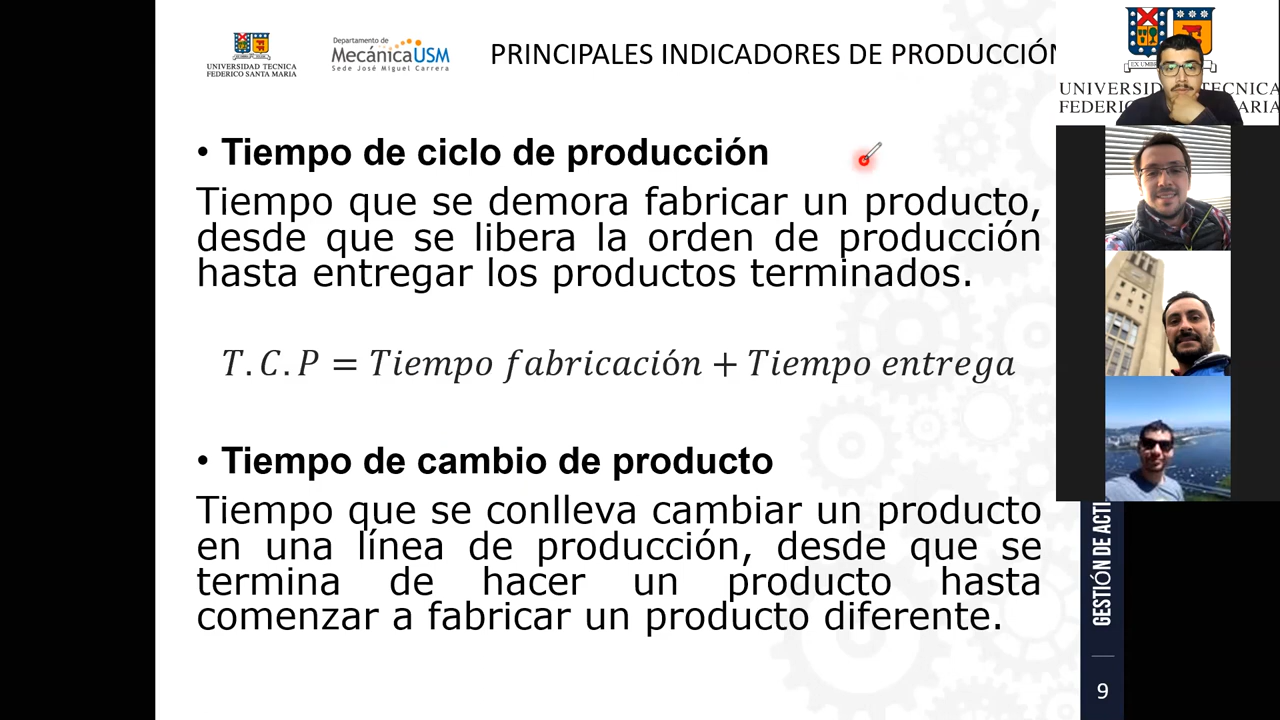 UNIVERSIDAD TECNICA
FEDERICO SANTA MARIA
Departamento de
MecánicaUSM
Sede José Miguel Carrera
PRINCIPALES INDICADORES DE PRODUCCIÓN
• Tiempo de ciclo de producción
Tiempo que se demora fabricar un producto,
desde que se libera la orden de producción
hasta entregar los productos terminados.
T.C.P = Tiempo fabricación + Tiempo entrega
• Tiempo de cambio de producto
Tiempo que se conlleva cambiar un producto
en una línea de producción, desde que se
termina de hacer un producto hasta
comenzar a fabricar un producto diferente.
GESTIÓN DE ACTI
9